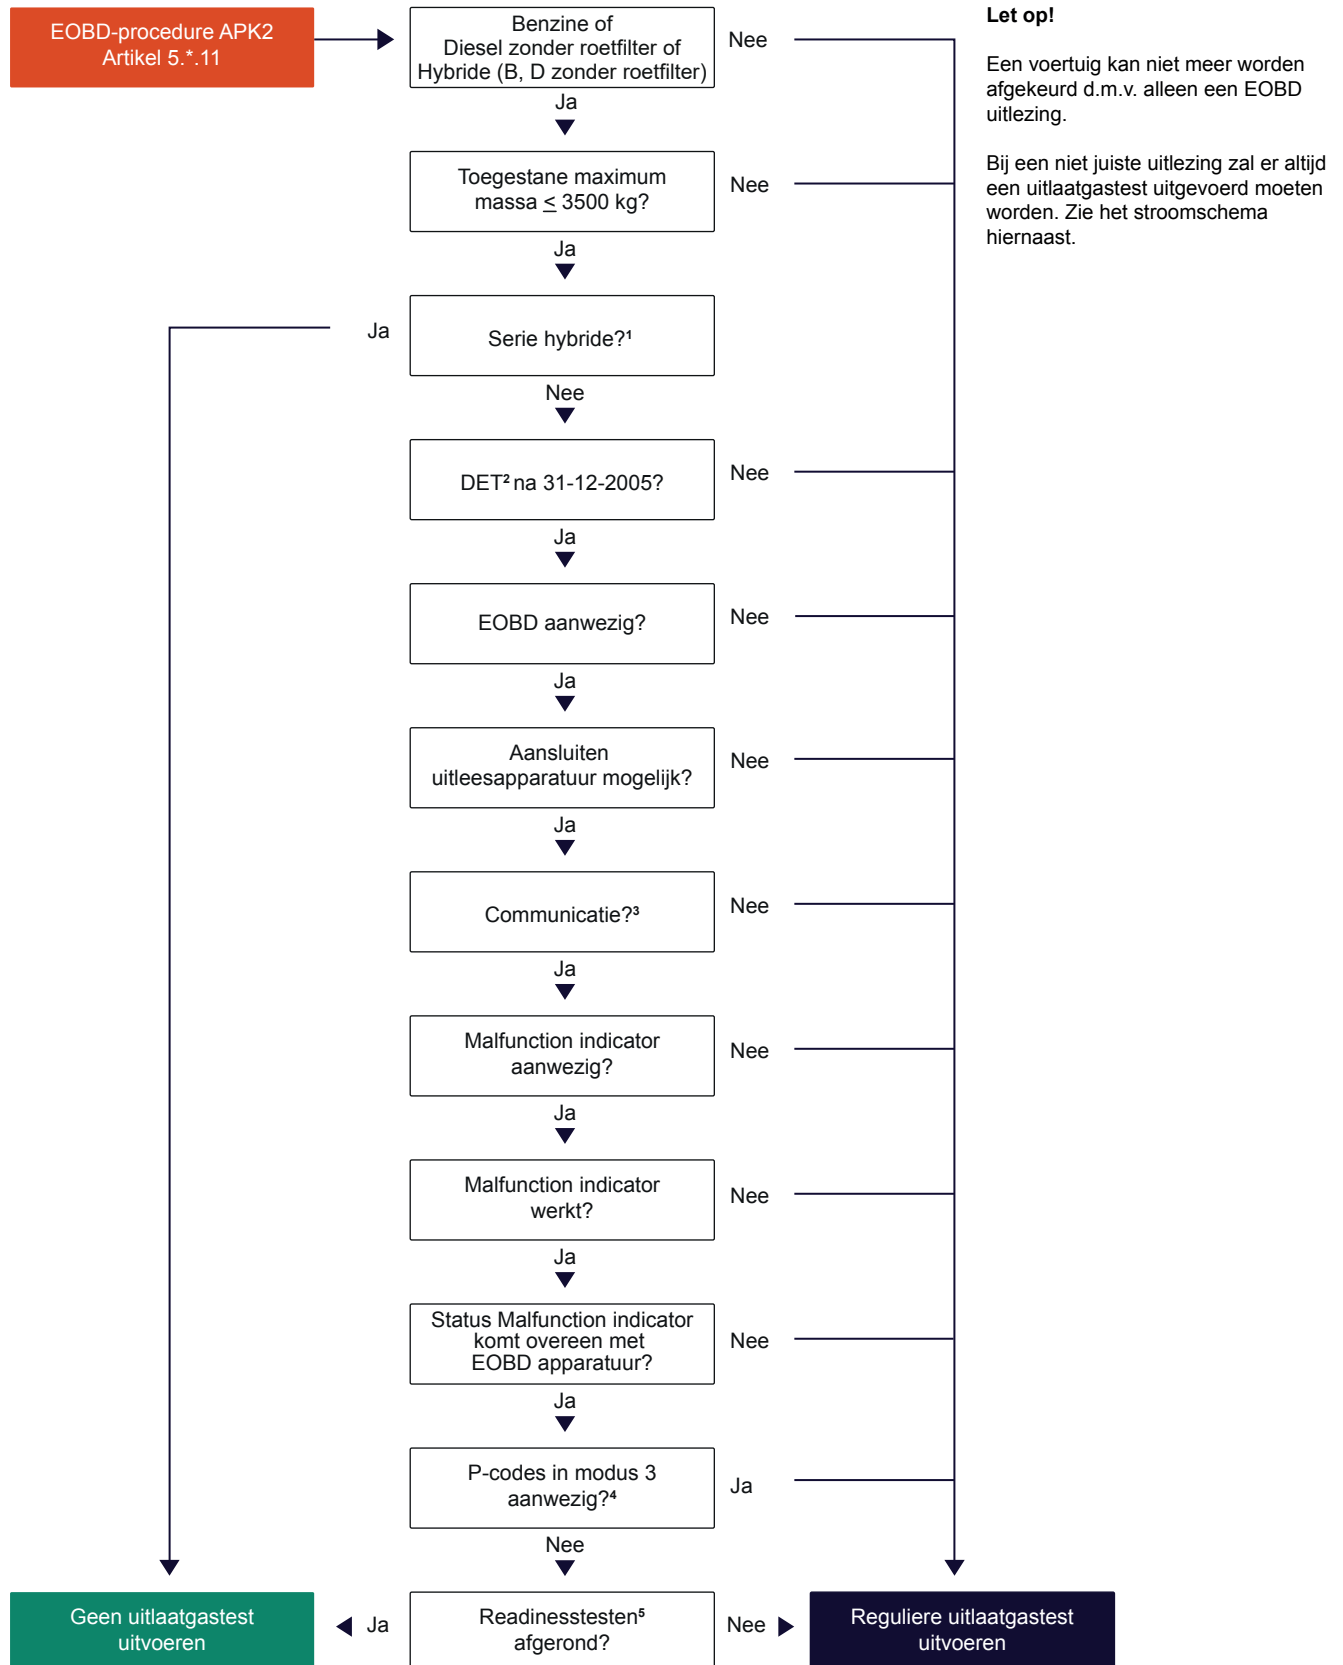 EOBD-procedure APK2
Artikel 5.*.11
Benzine of
Diesel zonder roetfilter of
Hybride (B, D zonder roetfilter)
Nee
Ja
Let op!
Een voertuig kan niet meer worden
afgekeurd d.m.v. alleen een EOBD
uitlezing.
Bij een niet juiste uitlezing zal er altijd
een uitlaatgastest uitgevoerd moeten
worden. Zie het stroomschema
hiernaast.
Toegestane maximum
massa ≤ 3500 kg?
Nee
Ja
Ja
Serie hybride?¹
Nee
DET² na 31-12-2005?
Nee
Ja
EOBD aanwezig?
Nee
Ja
Aansluiten
uitleesapparatuur mogelijk?
Nee
Ja
Communicatie?³
Nee
Ja
Malfunction indicator
aanwezig?
Nee
Ja
Malfunction indicator
werkt?
Nee
Ja
Status Malfunction indicator
komt overeen met
EOBD apparatuur?
Nee
Ja
P-codes in modus 3
aanwezig?⁴
Ja
Nee
Geen uitlaatgastest
uitvoeren
Ja
Readinesstesten⁵
afgerond?
Nee
Reguliere uitlaatgastest
uitvoeren